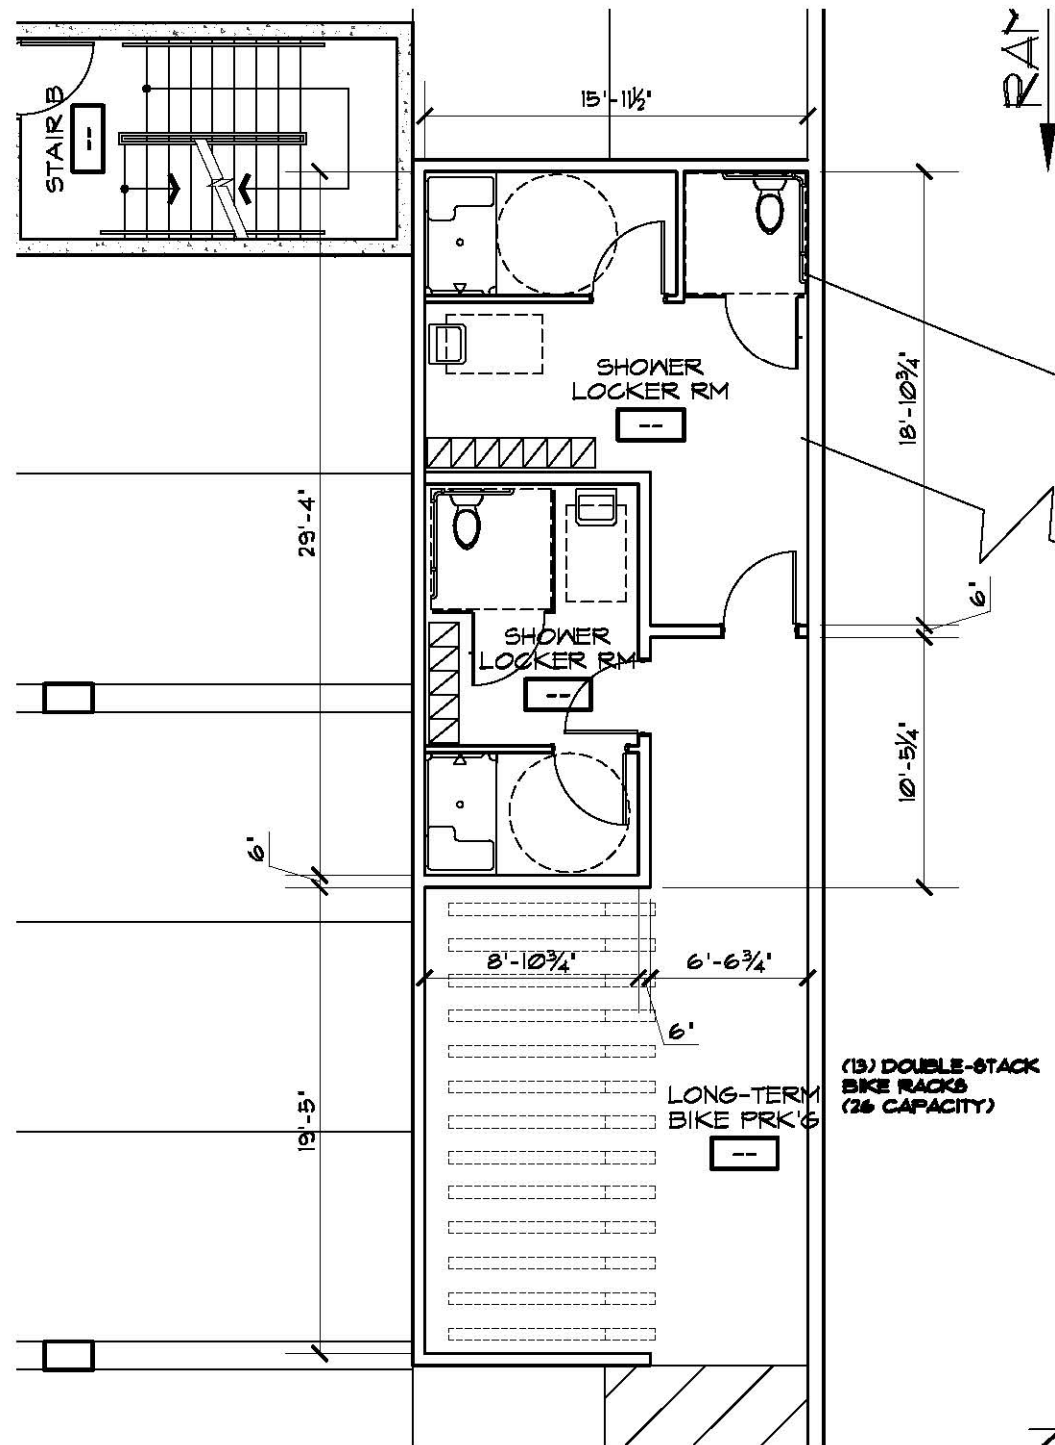 RAM
15'-11½"
STAIR B
--
SHOWER
LOCKER RM
--
18'-10¾"
29'-4"
6"
SHOWER
LOCKER RM
--
10'-5¼"
6"
8'-10¾"
6'-6¾"
6"
(13) DOUBLE-STACK
BIKE RACKS
(26 CAPACITY)
LONG-TERM
BIKE PRK'G
--
19'-5"